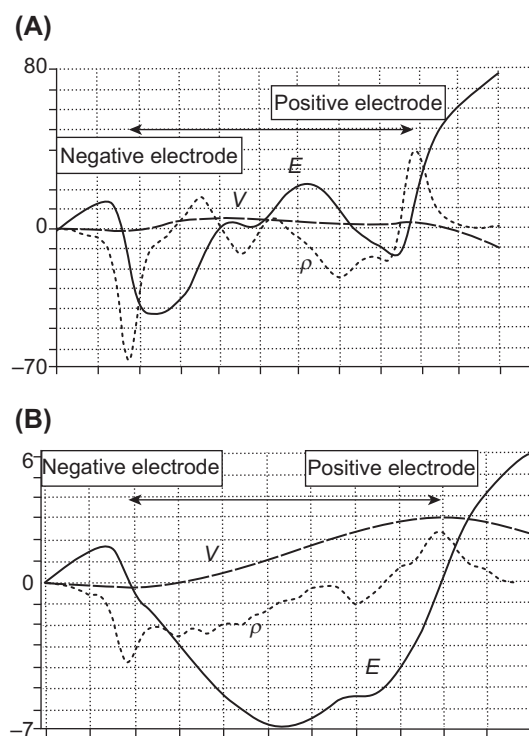 (A)
80
Positive electrode
Negative electrode
E
V
0
ρ
−70
(B)
6
Negative electrode
Positive electrode
V
0
ρ
E
−7